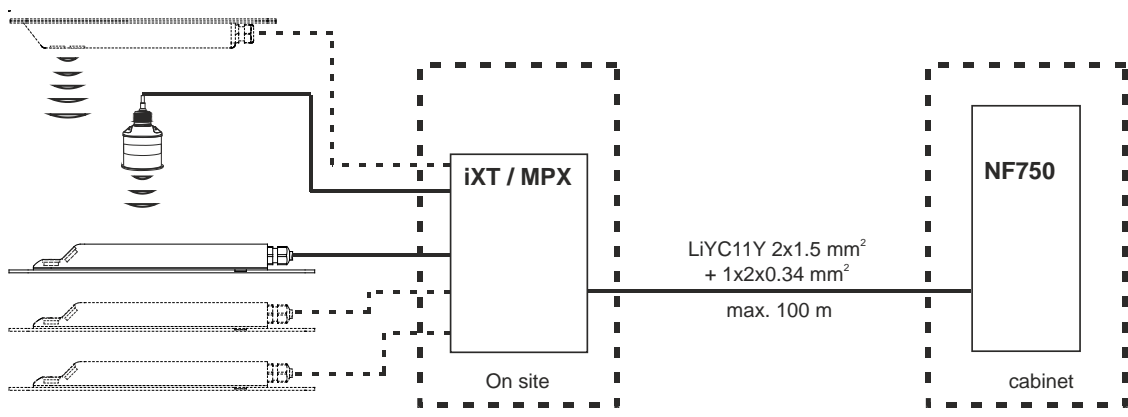 iXT / MPX
NF750
LiYC11Y 2x1.5 mm²
+ 1x2x0.34 mm²
max. 100 m
On site
cabinet